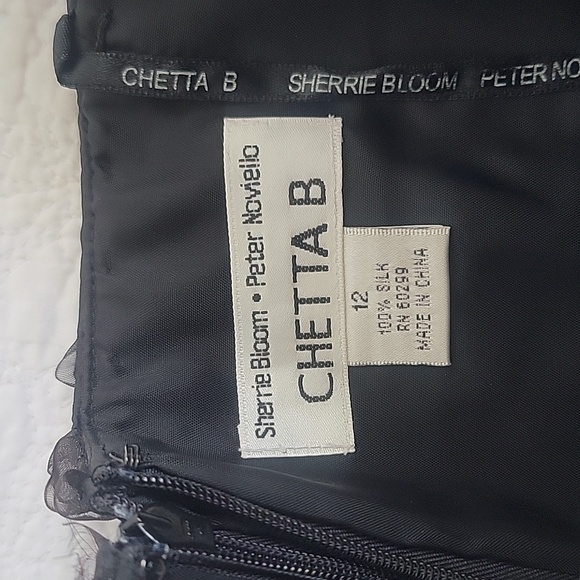 CHETTA B SHERRIE BLOOM PETER NO
Sherrie Bloom • Peter Noviello
CHETTA B
12
100% SILK
RN 60299
MADE IN CHINA